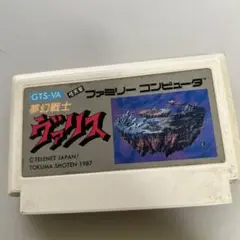 GTS-VA
ファミリー コンピュータ
夢幻戦士
ヴァリス
©TELENET JAPAN/
TOKUMA SHOTEN 1987